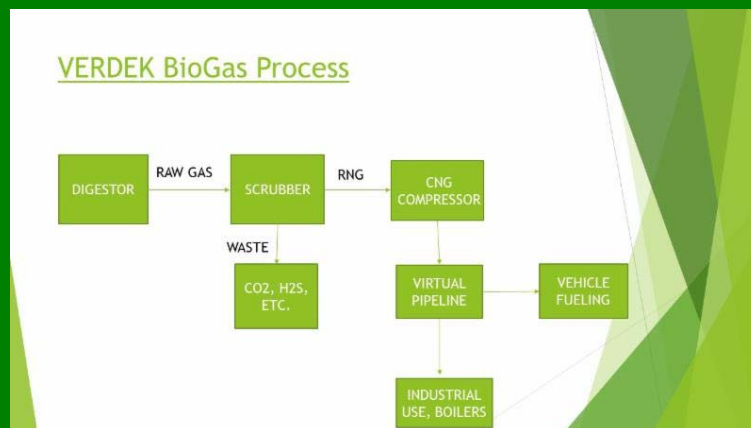 VERDEK BioGas Process
RAW GAS
RNG
DIGESTOR
SCRUBBER
CNG
COMPRESSOR
WASTE
CO2, H2S,
ETC.
VIRTUAL
PIPELINE
VEHICLE
FUELING
INDUSTRIAL
USE, BOILERS